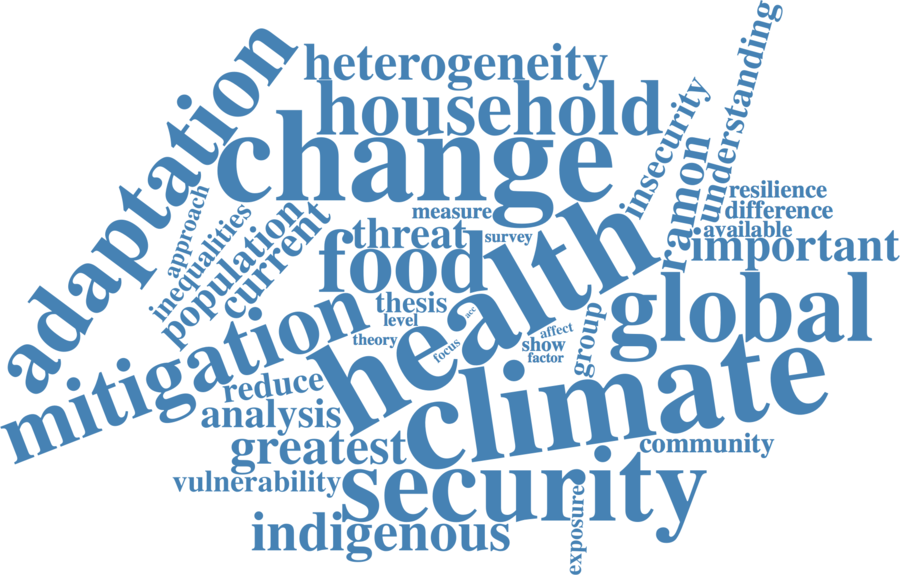 heterogeneity
household
change
adaptation
understanding
insecurity
ramon
resilience
difference
available
important
measure
survey
threat
food
approach
inequalities
population
current
health
global
thesis
level
theory
acc
focus
affect
show
factor
group
mitigation
reduce
analysis
climate
greatest
community
vulnerability
security
indigenous
exposure